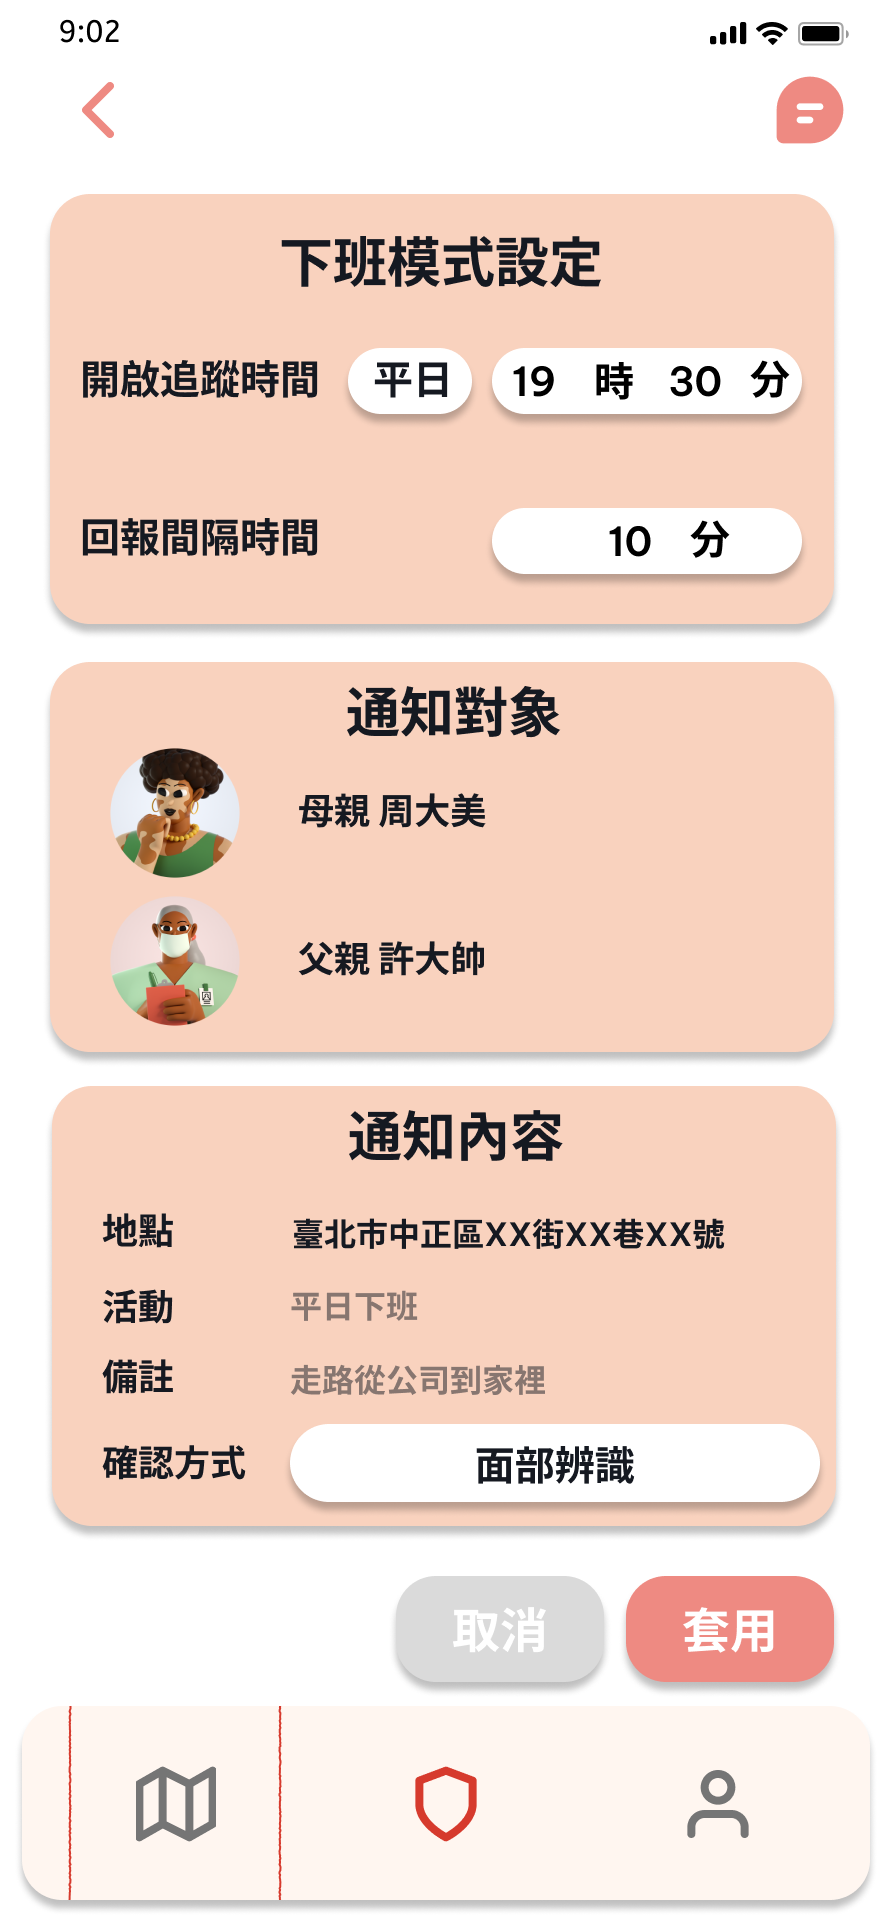 9:02
下班模式設定
開啟追蹤時間 平日 19 時 30 分
回報間隔時間 10 分
通知對象
母親 周大美
父親 許大帥
通知內容
地點 臺北市中正區XX街XX巷XX號
活動 平日下班
備註 走路從公司到家裡
確認方式 面部辨識
取消 套用